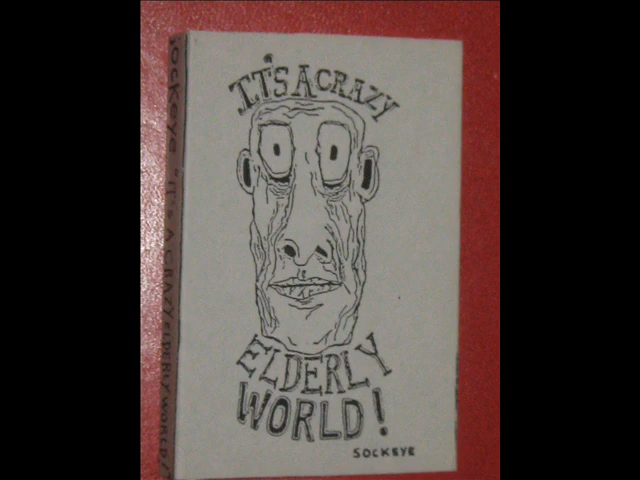 IT'S A CRAZY
ELDERLY
WORLD!
SOCKEYE
SOCKEYE "IT'S A CRAZY ELDERLY WORLD!"